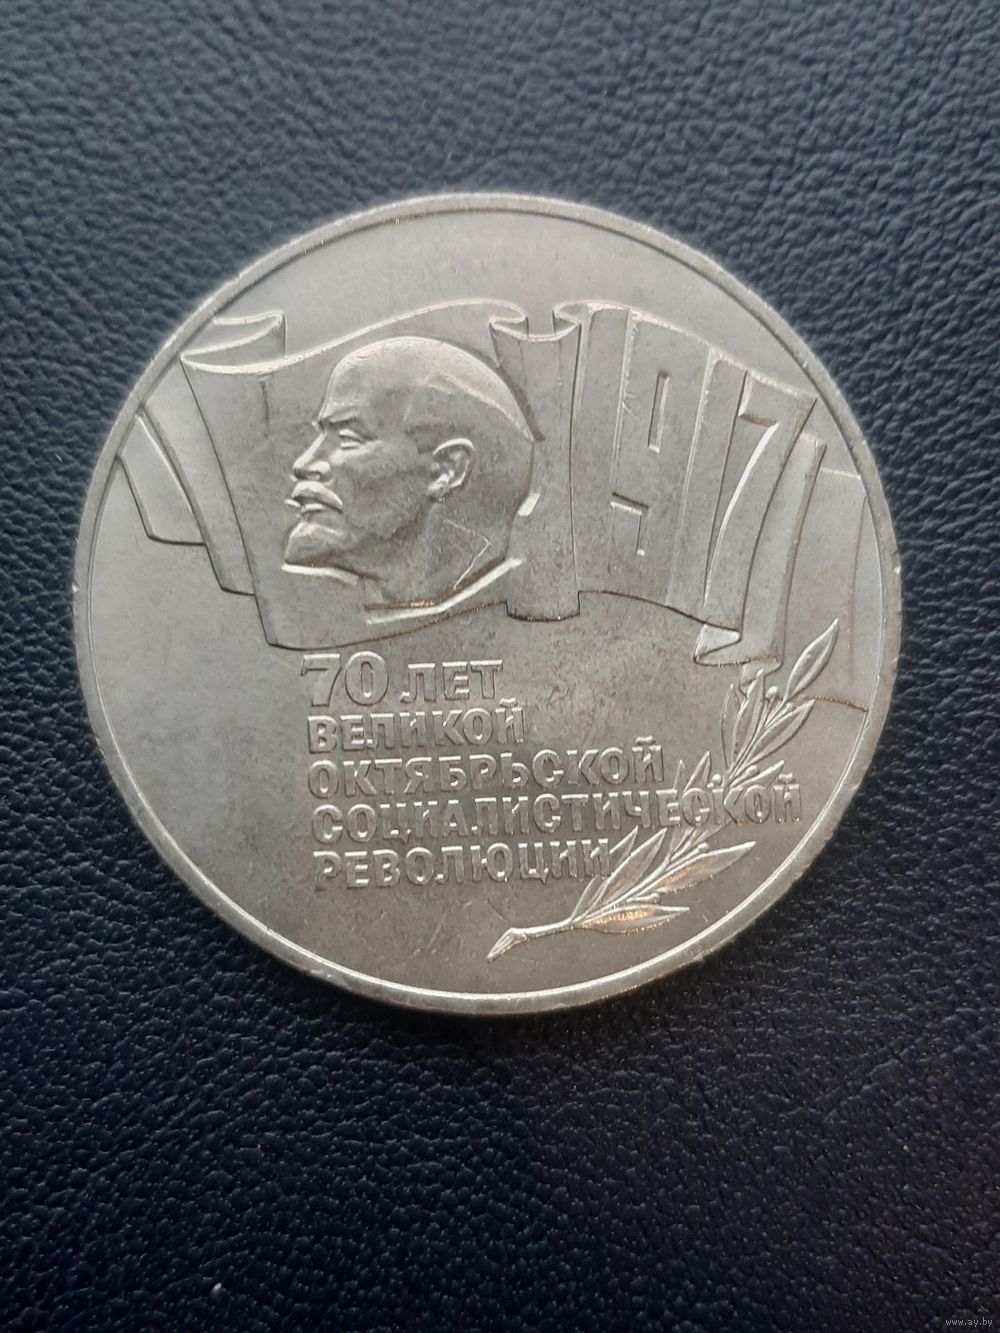 1917
70 ЛЕТ
ВЕЛИКОЙ
ОКТЯБРЬСКОЙ
СОЦИАЛИСТИЧЕСКОЙ
РЕВОЛЮЦИИ
www.ay.by